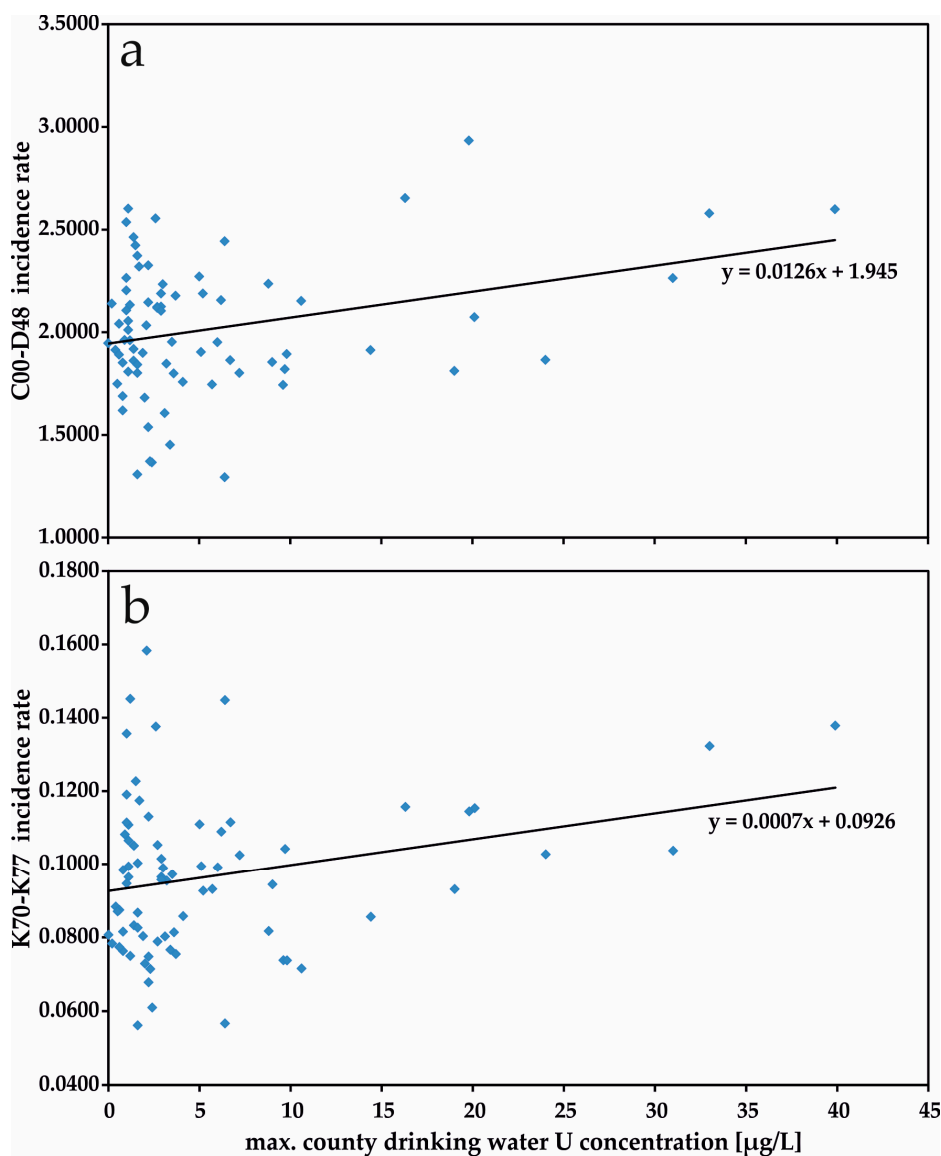 a
3.5000
3.0000
2.5000
2.0000
1.5000
1.0000
C00-D48 incidence rate
y = 0.0126x + 1.945
b
0.1800
0.1600
0.1400
0.1200
0.1000
0.0800
0.0600
0.0400
K70-K77 incidence rate
y = 0.0007x + 0.0926
0 5 10 15 20 25 30 35 40 45
max. county drinking water U concentration [µg/L]